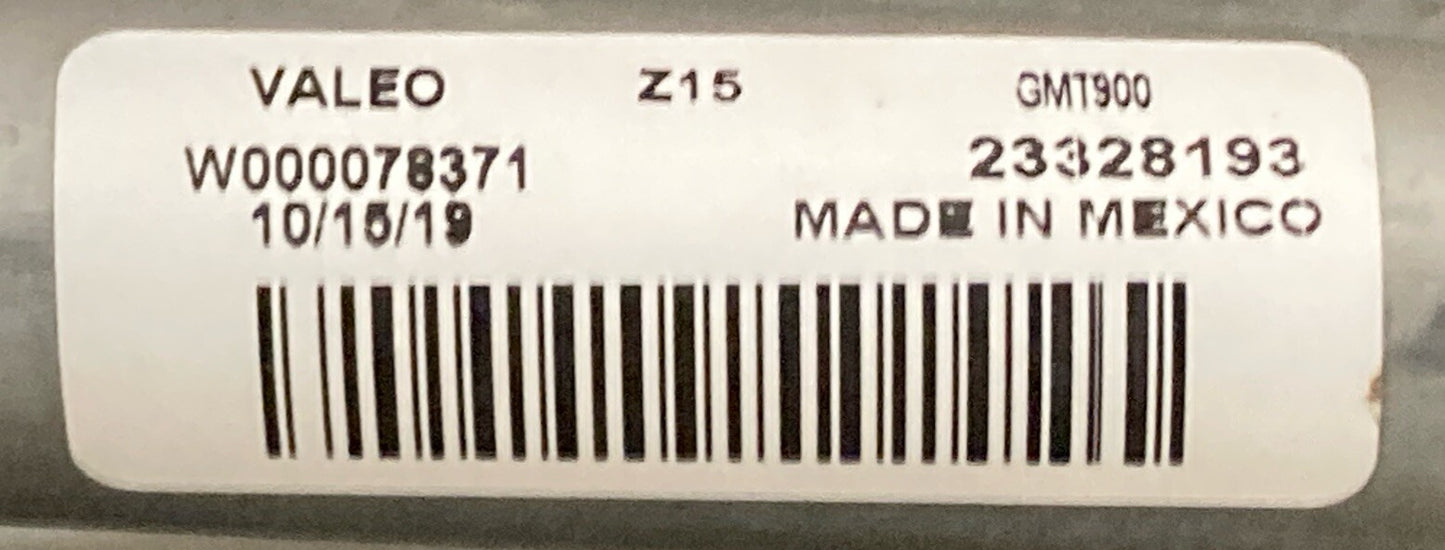 VALEO Z15 GMT900
W000078371 23328193
10/15/19 MADE IN MEXICO